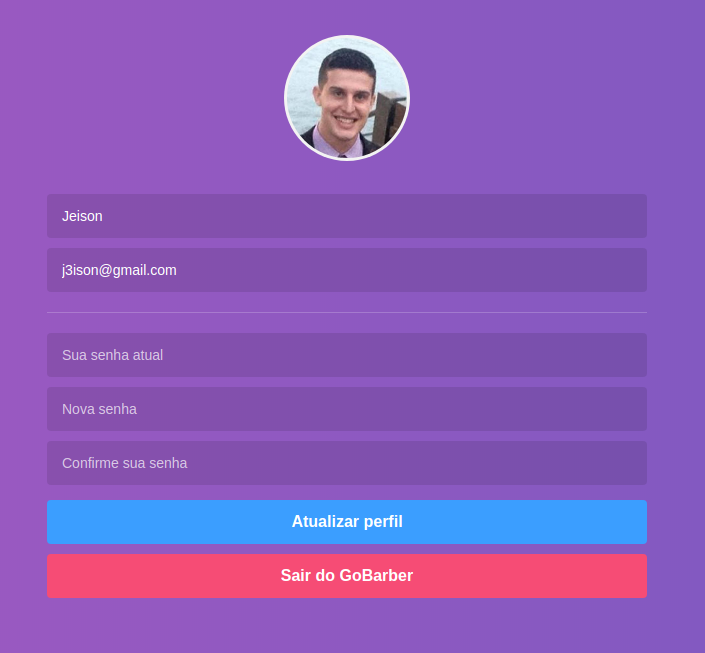 Jeison
j3ison@gmail.com
Sua senha atual
Nova senha
Confirme sua senha
Atualizar perfil
Sair do GoBarber